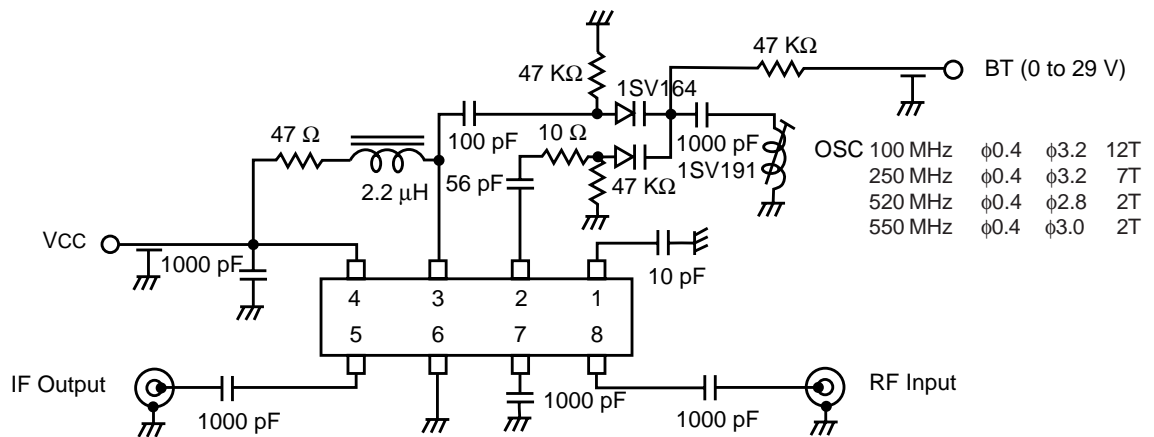 47 KΩ
BT (0 to 29 V)
47 KΩ
1SV164
100 pF
1000 pF
47 Ω
10 Ω
1SV191
2.2 µH
56 pF
47 KΩ
OSC 100 MHz ϕ0.4 ϕ3.2 12T
250 MHz ϕ0.4 ϕ3.2 7T
520 MHz ϕ0.4 ϕ2.8 2T
550 MHz ϕ0.4 ϕ3.0 2T
VCC
1000 pF
10 pF
4 3 2 1
5 6 7 8
IF Output
1000 pF
1000 pF
1000 pF
RF Input